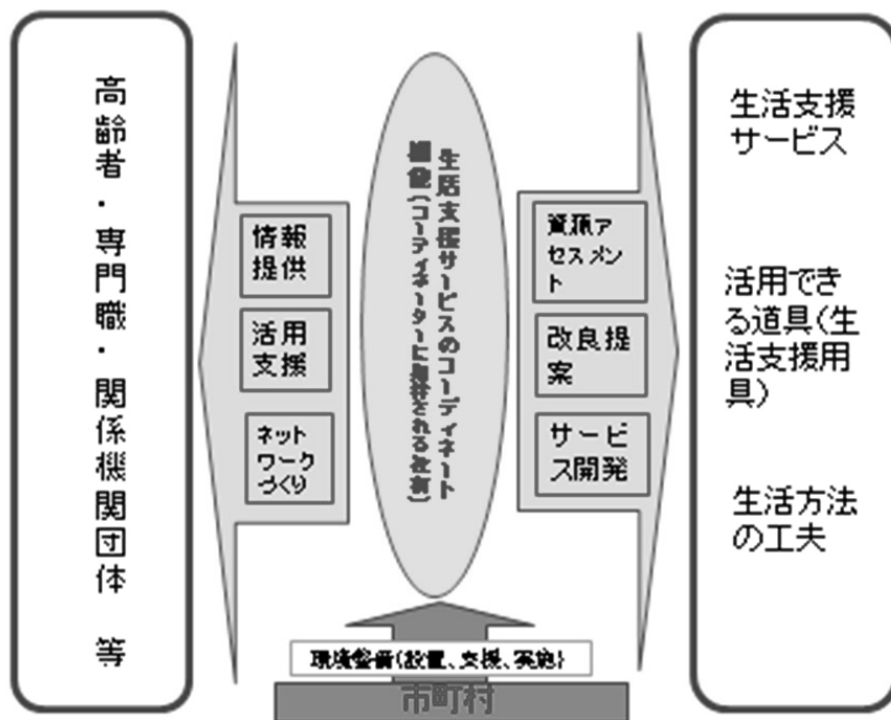 高齢者・専門職・関係機関団体 等
情報
提供
活用
支援
ネット
ワーク
づくり
生活支援サービスのコーディネート
機能(コーディネーターに期待される役割)
資源ア
セスメン
ト
改良提
案
サービ
ス開発
生活支援
サービス
活用でき
る道具(生
活支援用
具)
生活方法
の工夫
環境整備(設置、支援、実施)
市町村